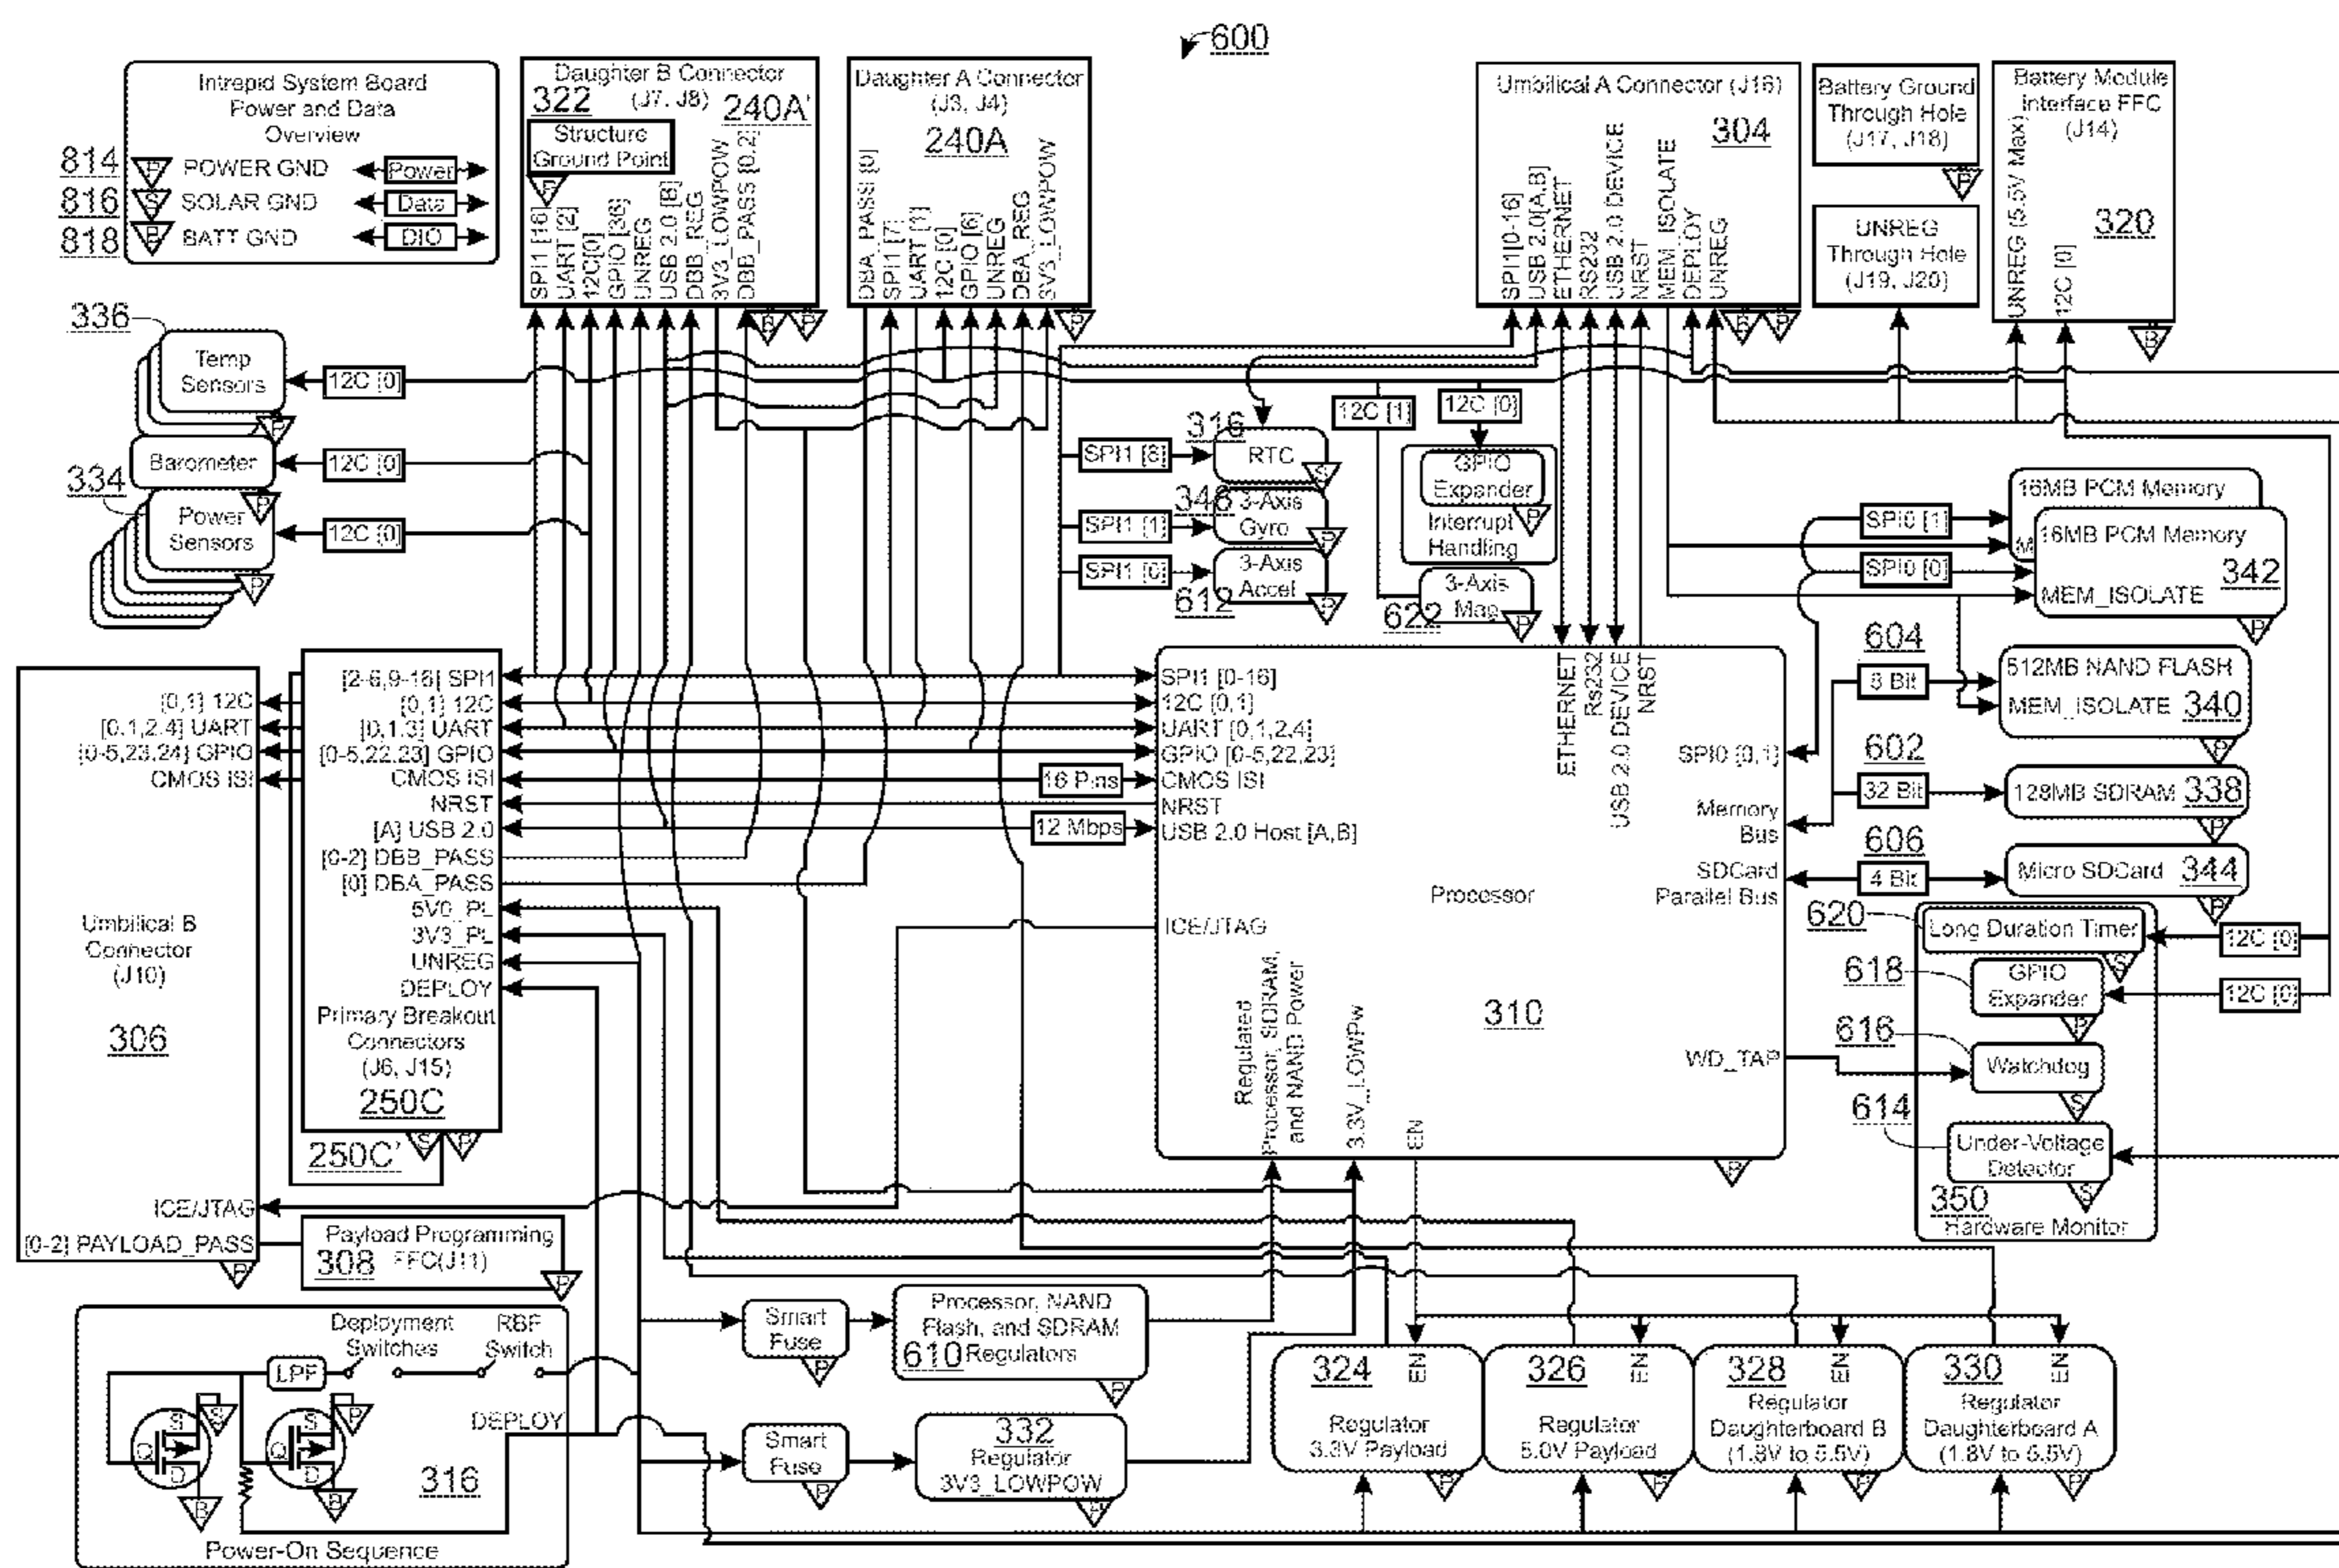 600
Intrepid System Board
Power and Data
Overview
814 POWER GND Power
816 SOLAR GND Data
818 BATT GND DIO
Daughter B Connector
322 (J7, J8) 240A'
Structure
Ground Point
SPI1 [16]
UART [2]
12C[0]
GPIO [36]
UNREG
USB 2.0 [B]
DBB_REG
3V3_LOWPOW
DBB_PASS [0,2]
Daughter A Connector
(J3, J4)
240A
DBA_PASS [0]
SPI1 [7]
UART [1]
12C [0]
GPIO [6]
UNREG
DBA_REG
3V3_LOWPOW
Umbilical A Connector (J16)
304
SPI1[0-16]
USB 2.0[A,B]
ETHERNET
RS232
USB 2.0 DEVICE
NRST
MEM_ISOLATE
DEPLOY
UNREG
Battery Ground
Through Hole
(J17, J18)
UNREG
Through Hole
(J19, J20)
Battery Module
Interface FFC
(J14)
320
UNREG (5.5V Max)
12C [0]
336
Temp
Sensors
12C [0]
Barometer
12C [0]
334
Power
Sensors
12C [0]
316
SPI1 [8]
RTC
346
SPI1 [1]
3-Axis
Gyro
SPI1 [0]
3-Axis
Accel
612
12C [1]
12C [0]
GPIO
Expander
Interrupt
Handling
3-Axis
Mag
622
16MB PCM Memory
SPI0 [1]
M
16MB PCM Memory
SPI0 [0]
342
MEM_ISOLATE
604
8 Bit
512MB NAND FLASH
MEM_ISOLATE 340
602
32 Bit
128MB SDRAM 338
606
4 Bit
Micro SDCard 344
620
Long Duration Timer
12C [0]
618
GPIO
Expander
12C [0]
616
Watchdog
614
Under-Voltage
Detector
350
Hardware Monitor
[0,1] 12C
[0,1,2,4] UART
[0-5,23,24] GPIO
CMOS ISI
Umbilical B
Connector
(J10)
306
ICE/JTAG
[0-2] PAYLOAD_PASS
[2-6,9-16] SPI1
[0,1] 12C
[0,1,3] UART
[0-5,22,23] GPIO
CMOS ISI
NRST
[A] USB 2.0
[0-2] DBB_PASS
[0] DBA_PASS
5V0_PL
3V3_PL
UNREG
DEPLOY
Primary Breakout
Connectors
(J6, J15)
250C
250C'
16 Pins
12 Mbps
SPI1 [0-16]
12C [0,1]
UART [0,1,2,4]
GPIO [0-5,22,23]
CMOS ISI
NRST
USB 2.0 Host [A,B]
ICE/JTAG
ETHERNET
Rs232
USB 2.0 DEVICE
NRST
SPI0 [0,1]
Memory
Bus
SDCard
Parallel Bus
Processor
310
WD_TAP
Regulated
Processor, SDRAM,
and NAND Power
3.3V_LOWPw
EN
Payload Programming
308 FFC(J11)
Deployment
Switches
RBF
Switch
LPF
DEPLOY
Q S D
Q S D
316
Power-On Sequence
Smart
Fuse
Processor, NAND
Flash, and SDRAM
610 Regulators
Smart
Fuse
332
Regulator
3V3_LOWPOW
324 EN
Regulator
3.3V Payload
326 EN
Regulator
5.0V Payload
328 EN
Regulator
Daughterboard B
(1.8V to 5.5V)
330 EN
Regulator
Daughterboard A
(1.8V to 5.5V)